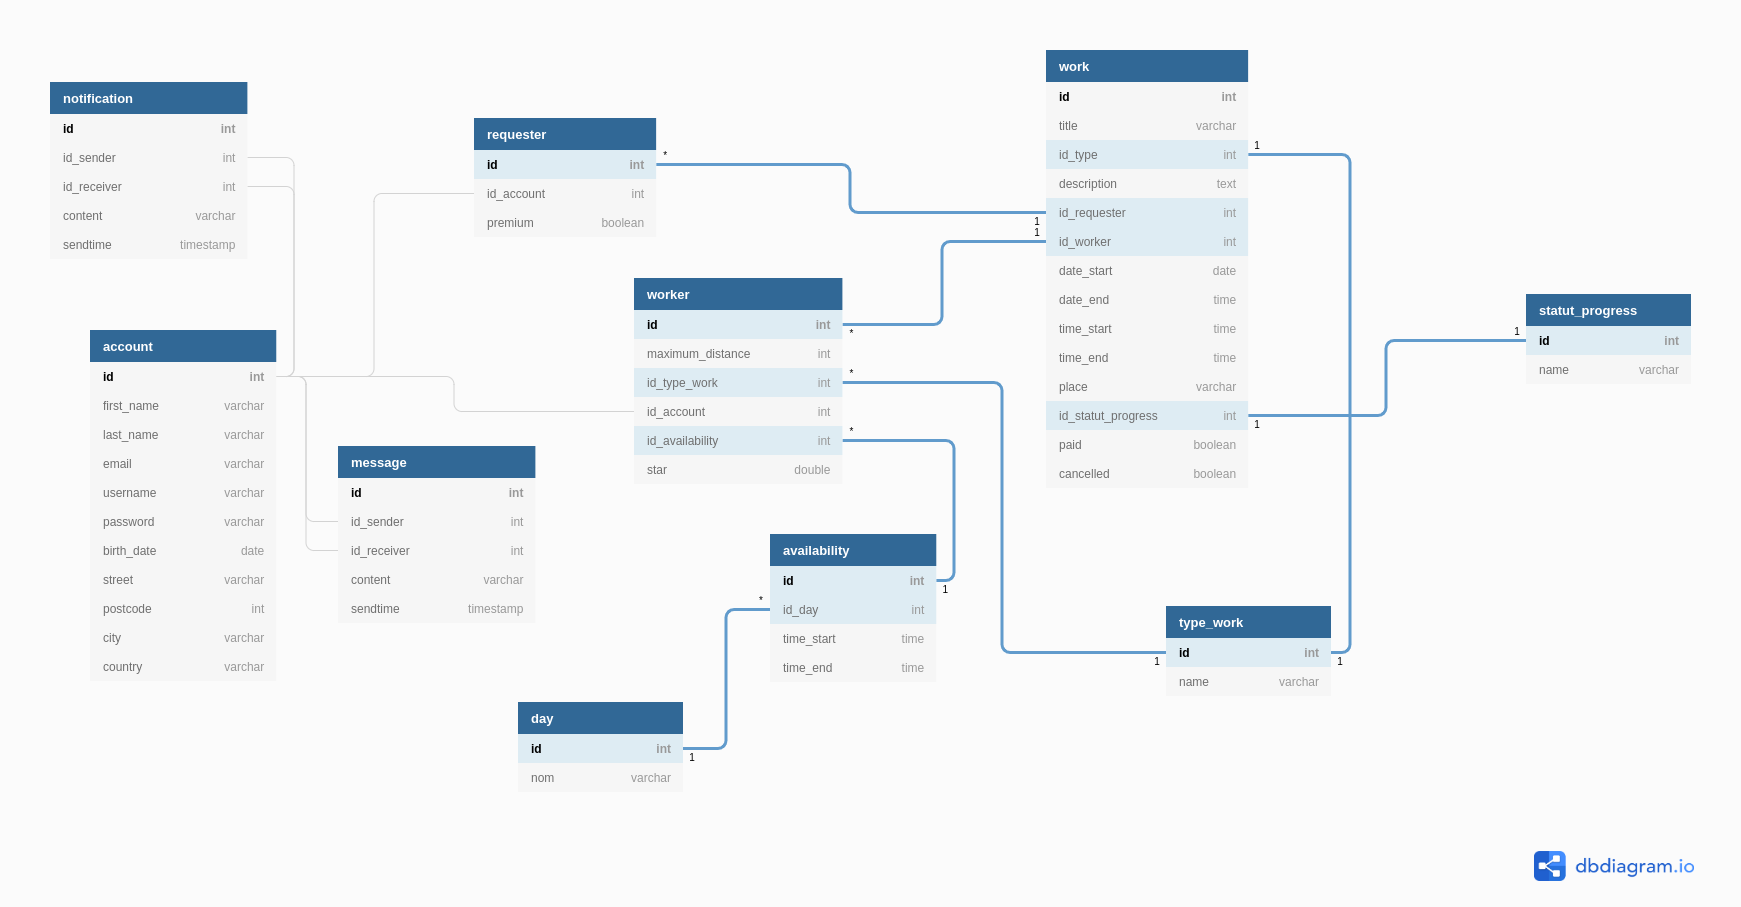 notification
id int
id_sender int
id_receiver int
content varchar
sendtime timestamp
account
id int
first_name varchar
last_name varchar
email varchar
username varchar
password varchar
birth_date date
street varchar
postcode int
city varchar
country varchar
requester
id int *
id_account int
premium boolean
message
id int
id_sender int
id_receiver int
content varchar
sendtime timestamp
worker
id int *
maximum_distance int
id_type_work int *
id_account int
id_availability int *
star double
availability
id int 1
* id_day int
time_start time
time_end time
day
id int 1
nom varchar
work
id int
title varchar
id_type int 1
description text
1 id_requester int
1 id_worker int
date_start date
date_end time
time_start time
time_end time
place varchar
id_statut_progress int 1
paid boolean
cancelled boolean
type_work
1 id int 1
name varchar
statut_progress
1 id int
name varchar
dbdiagram.io